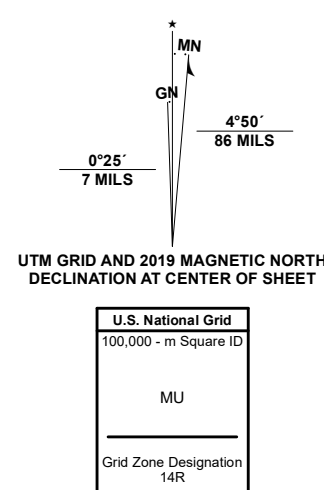 ★
MN
GN
4°50´
86 MILS
0°25´
7 MILS
UTM GRID AND 2019 MAGNETIC NORTH
DECLINATION AT CENTER OF SHEET
U.S. National Grid
100,000 - m Square ID
MU
Grid Zone Designation
14R